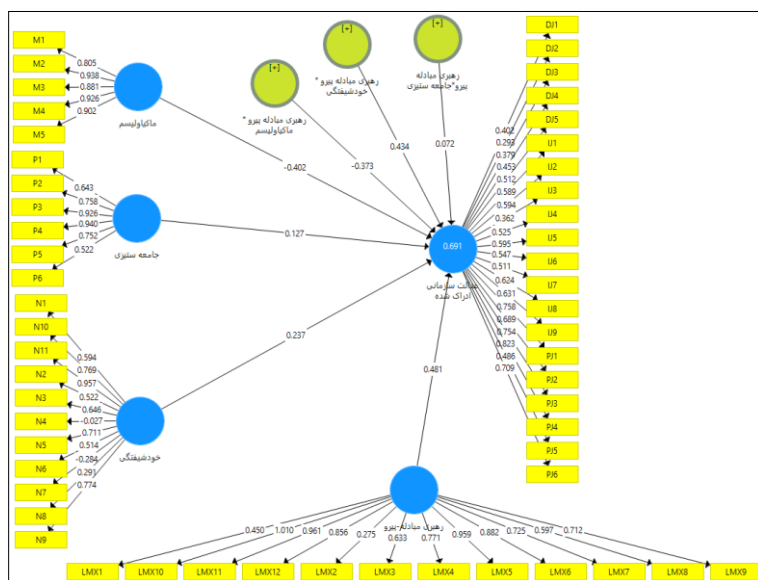 M1
M2
M3
M4
M5
0.805
0.938
0.881
0.926
0.902
ماکیاولیسم
P1
P2
P3
P4
P5
P6
0.643
0.758
0.926
0.940
0.752
0.522
جامعه ستیزی
N1
N10
N11
N2
N3
N4
N5
N6
N7
N8
N9
0.594
0.769
0.957
0.522
0.646
-0.027
0.711
0.514
-0.284
0.291
0.774
خودشیفتگی
[+]
رهبری مبادله پیرو *
ماکیاولیسم
[+]
رهبری مبادله پیرو *
خودشیفتگی
[+]
رهبری مبادله
پیرو*جامعه ستیزی
-0.402
-0.373
0.434
0.072
0.127
0.237
0.481
0.691
عدالت سازمانی
ادراک شده
0.402
0.293
0.379
0.453
0.512
0.589
0.594
0.362
0.525
0.595
0.547
0.511
0.624
0.631
0.758
0.689
0.754
0.823
0.486
0.709
DJ1
DJ2
DJ3
DJ4
DJ5
IJ1
IJ2
IJ3
IJ4
IJ5
IJ6
IJ7
IJ8
IJ9
PJ1
PJ2
PJ3
PJ4
PJ5
PJ6
رهبری مبادله-پیرو
0.450 1.010 0.961 0.856 0.275 0.633 0.771 0.959 0.882 0.725 0.597 0.712
LMX1 LMX10 LMX11 LMX12 LMX2 LMX3 LMX4 LMX5 LMX6 LMX7 LMX8 LMX9